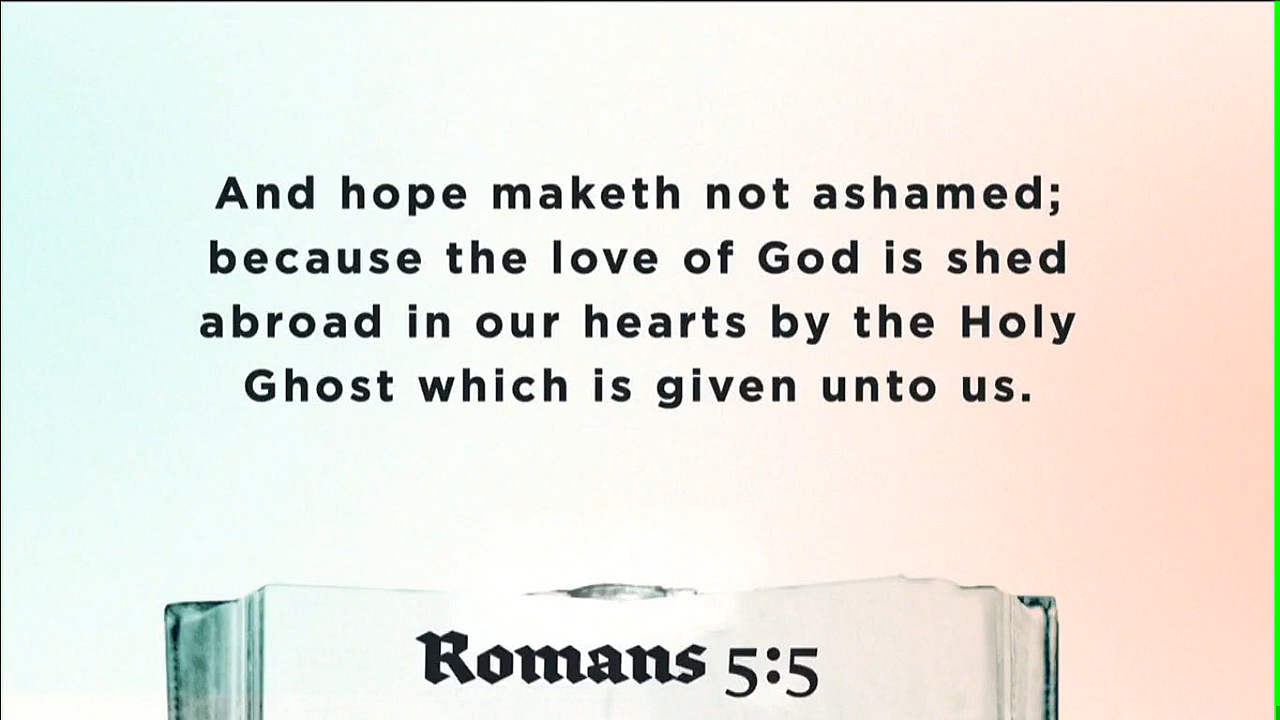 And hope maketh not ashamed;
because the love of God is shed
abroad in our hearts by the Holy
Ghost which is given unto us.
Romans 5:5